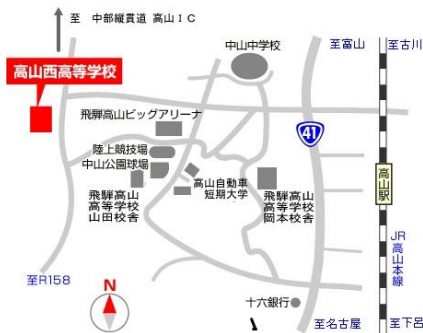 至 中部縦貫道 高山IC
高山西高等学校
中山中学校
至富山
至古川
飛騨高山ビッグアリーナ
41
陸上競技場
中山公園球場
飛騨高山
高等学校
山田校舎
高山自動車
短期大学
飛騨高山
高等学校
岡本校舎
高山駅
JR高山本線
至R158
N
十六銀行
至名古屋
至下呂